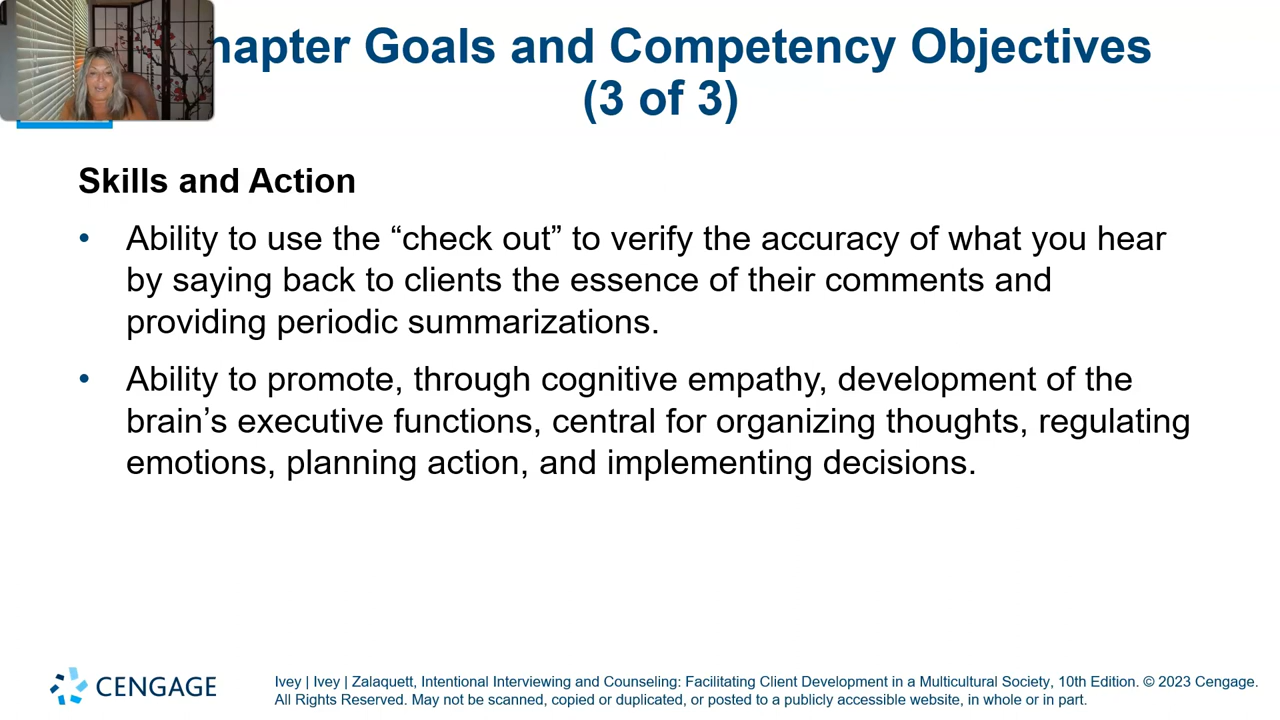 hapter Goals and Competency Objectives
(3 of 3)
Skills and Action
• Ability to use the “check out” to verify the accuracy of what you hear
by saying back to clients the essence of their comments and
providing periodic summarizations.
• Ability to promote, through cognitive empathy, development of the
brain’s executive functions, central for organizing thoughts, regulating
emotions, planning action, and implementing decisions.
CENGAGE
Ivey | Ivey | Zalaquett, Intentional Interviewing and Counseling: Facilitating Client Development in a Multicultural Society, 10th Edition. © 2023 Cengage.
All Rights Reserved. May not be scanned, copied or duplicated, or posted to a publicly accessible website, in whole or in part.